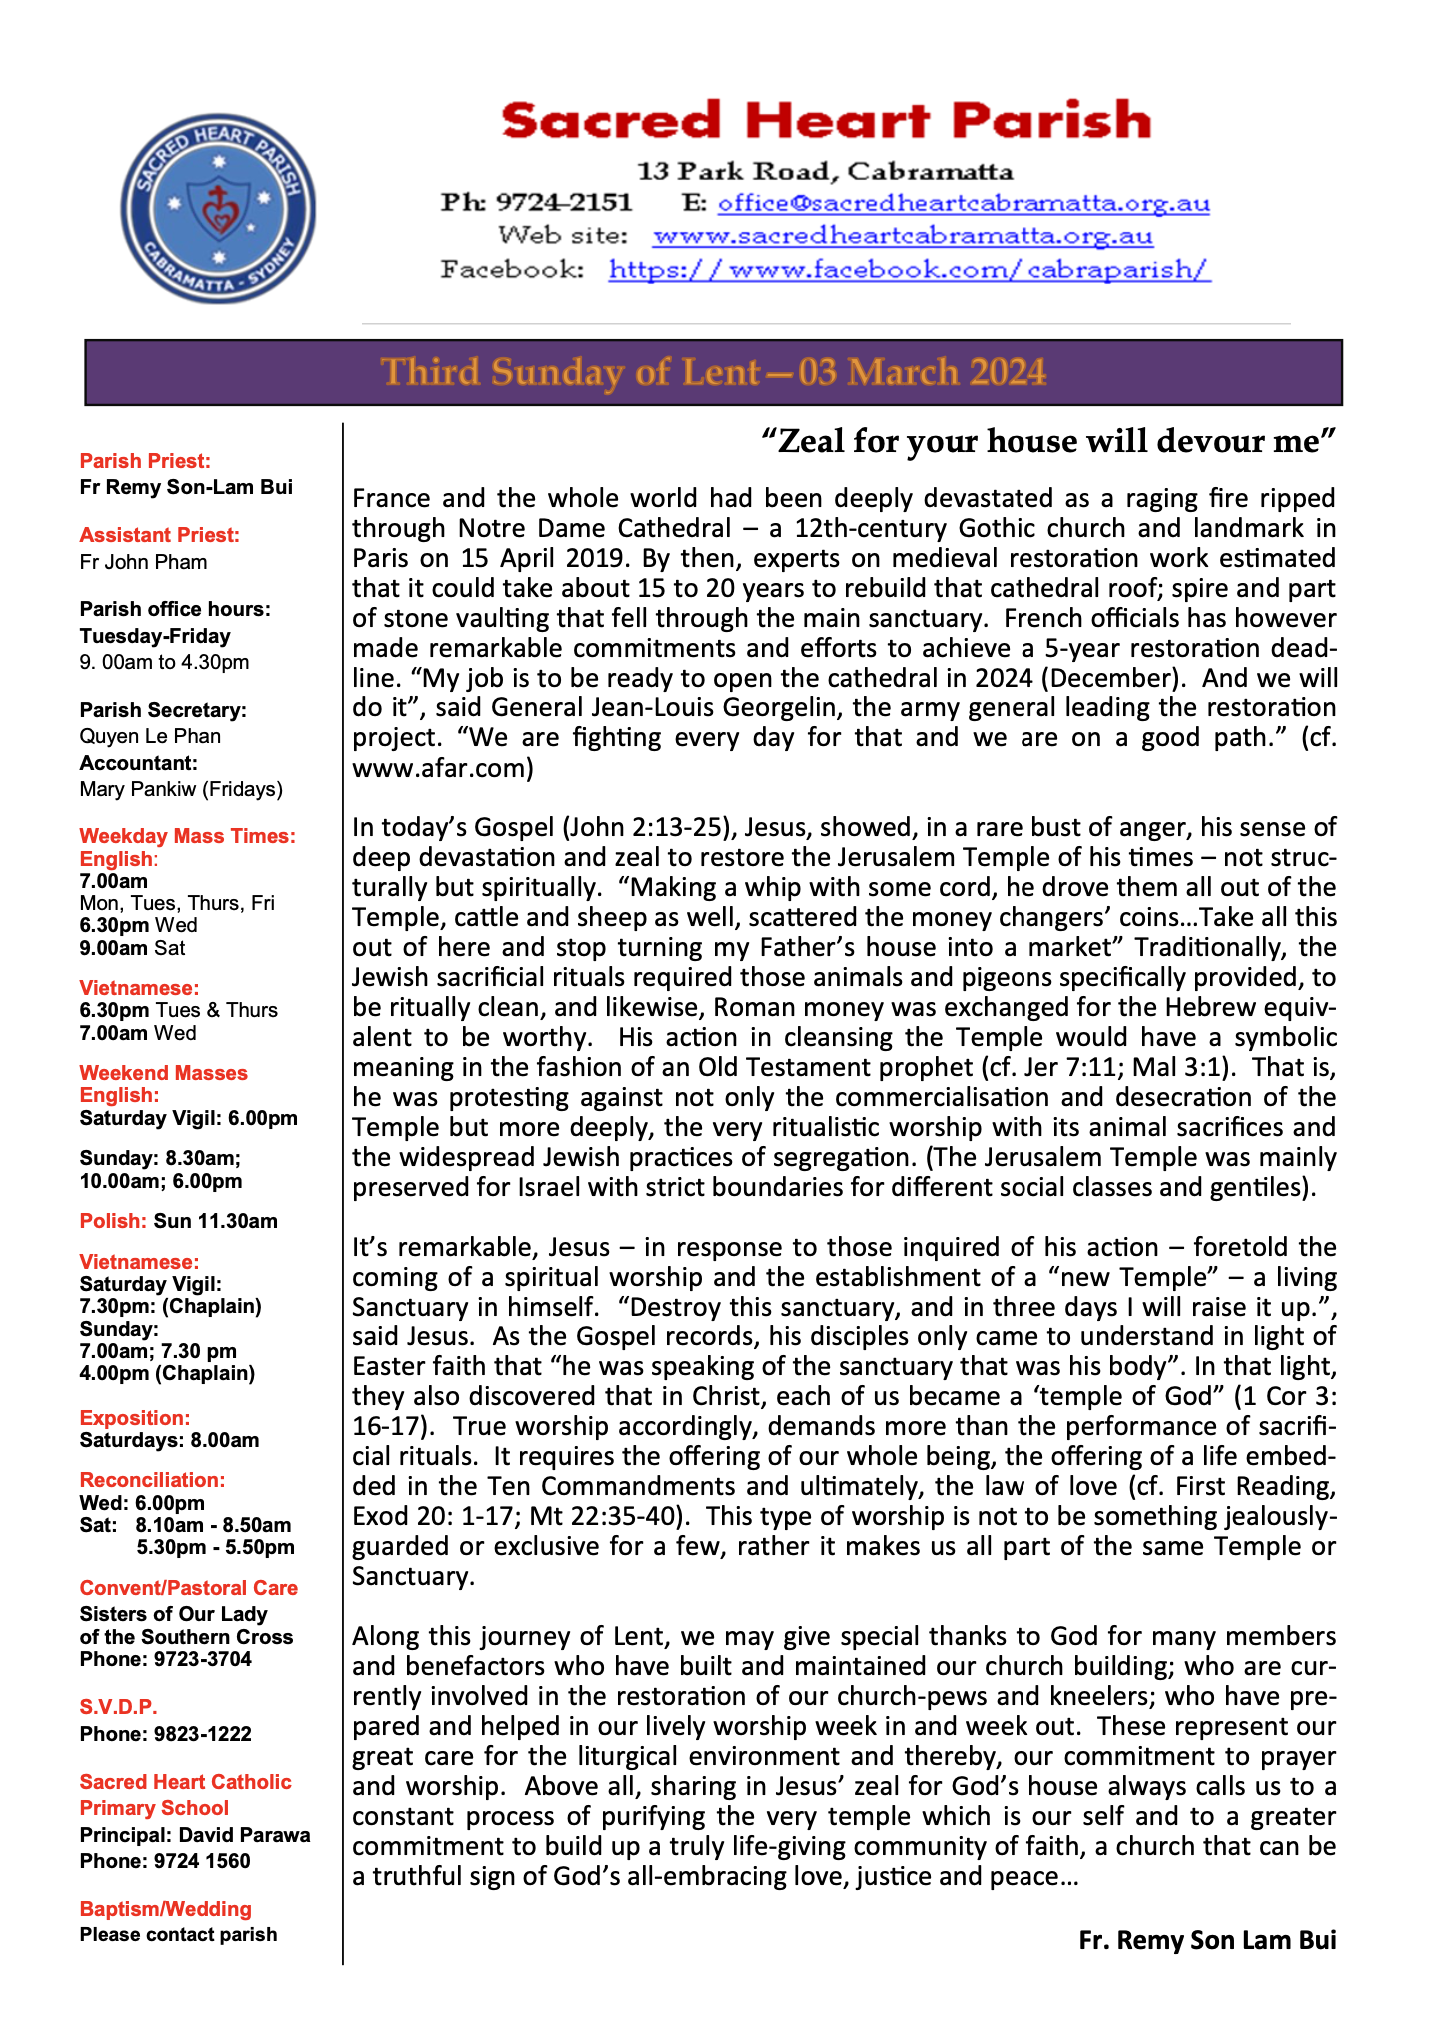 SACRED HEART PARISH
CABRAMATTA - SYDNEY
Sacred Heart Parish
13 Park Road, Cabramatta
Ph: 9724-2151 E: office@sacredheartcabramatta.org.au
Web site: www.sacredheartcabramatta.org.au
Facebook: https://www.facebook.com/cabraparish/
Third Sunday of Lent—03 March 2024
Parish Priest:
Fr Remy Son-Lam Bui
Assistant Priest:
Fr John Pham
Parish office hours:
Tuesday-Friday
9. 00am to 4.30pm
Parish Secretary:
Quyen Le Phan
Accountant:
Mary Pankiw (Fridays)
Weekday Mass Times:
English:
7.00am
Mon, Tues, Thurs, Fri
6.30pm Wed
9.00am Sat
Vietnamese:
6.30pm Tues & Thurs
7.00am Wed
Weekend Masses
English:
Saturday Vigil: 6.00pm
Sunday: 8.30am;
10.00am; 6.00pm
Polish: Sun 11.30am
Vietnamese:
Saturday Vigil:
7.30pm: (Chaplain)
Sunday:
7.00am; 7.30 pm
4.00pm (Chaplain)
Exposition:
Saturdays: 8.00am
Reconciliation:
Wed: 6.00pm
Sat: 8.10am - 8.50am
5.30pm - 5.50pm
Convent/Pastoral Care
Sisters of Our Lady
of the Southern Cross
Phone: 9723-3704
S.V.D.P.
Phone: 9823-1222
Sacred Heart Catholic
Primary School
Principal: David Parawa
Phone: 9724 1560
Baptism/Wedding
Please contact parish
“Zeal for your house will devour me”
France and the whole world had been deeply devastated as a raging fire ripped
through Notre Dame Cathedral – a 12th-century Gothic church and landmark in
Paris on 15 April 2019. By then, experts on medieval restoration work estimated
that it could take about 15 to 20 years to rebuild that cathedral roof; spire and part
of stone vaulting that fell through the main sanctuary. French officials has however
made remarkable commitments and efforts to achieve a 5-year restoration dead-
line. “My job is to be ready to open the cathedral in 2024 (December). And we will
do it”, said General Jean-Louis Georgelin, the army general leading the restoration
project. “We are fighting every day for that and we are on a good path.” (cf.
www.afar.com)
In today’s Gospel (John 2:13-25), Jesus, showed, in a rare bust of anger, his sense of
deep devastation and zeal to restore the Jerusalem Temple of his times – not struc-
turally but spiritually. “Making a whip with some cord, he drove them all out of the
Temple, cattle and sheep as well, scattered the money changers’ coins…Take all this
out of here and stop turning my Father’s house into a market” Traditionally, the
Jewish sacrificial rituals required those animals and pigeons specifically provided, to
be ritually clean, and likewise, Roman money was exchanged for the Hebrew equiv-
alent to be worthy. His action in cleansing the Temple would have a symbolic
meaning in the fashion of an Old Testament prophet (cf. Jer 7:11; Mal 3:1). That is,
he was protesting against not only the commercialisation and desecration of the
Temple but more deeply, the very ritualistic worship with its animal sacrifices and
the widespread Jewish practices of segregation. (The Jerusalem Temple was mainly
preserved for Israel with strict boundaries for different social classes and gentiles).
It’s remarkable, Jesus – in response to those inquired of his action – foretold the
coming of a spiritual worship and the establishment of a “new Temple” – a living
Sanctuary in himself. “Destroy this sanctuary, and in three days I will raise it up.”,
said Jesus. As the Gospel records, his disciples only came to understand in light of
Easter faith that “he was speaking of the sanctuary that was his body”. In that light,
they also discovered that in Christ, each of us became a ‘temple of God” (1 Cor 3:
16-17). True worship accordingly, demands more than the performance of sacrifi-
cial rituals. It requires the offering of our whole being, the offering of a life embed-
ded in the Ten Commandments and ultimately, the law of love (cf. First Reading,
Exod 20: 1-17; Mt 22:35-40). This type of worship is not to be something jealously-
guarded or exclusive for a few, rather it makes us all part of the same Temple or
Sanctuary.
Along this journey of Lent, we may give special thanks to God for many members
and benefactors who have built and maintained our church building; who are cur-
rently involved in the restoration of our church-pews and kneelers; who have pre-
pared and helped in our lively worship week in and week out. These represent our
great care for the liturgical environment and thereby, our commitment to prayer
and worship. Above all, sharing in Jesus’ zeal for God’s house always calls us to a
constant process of purifying the very temple which is our self and to a greater
commitment to build up a truly life-giving community of faith, a church that can be
a truthful sign of God’s all-embracing love, justice and peace…
Fr. Remy Son Lam Bui